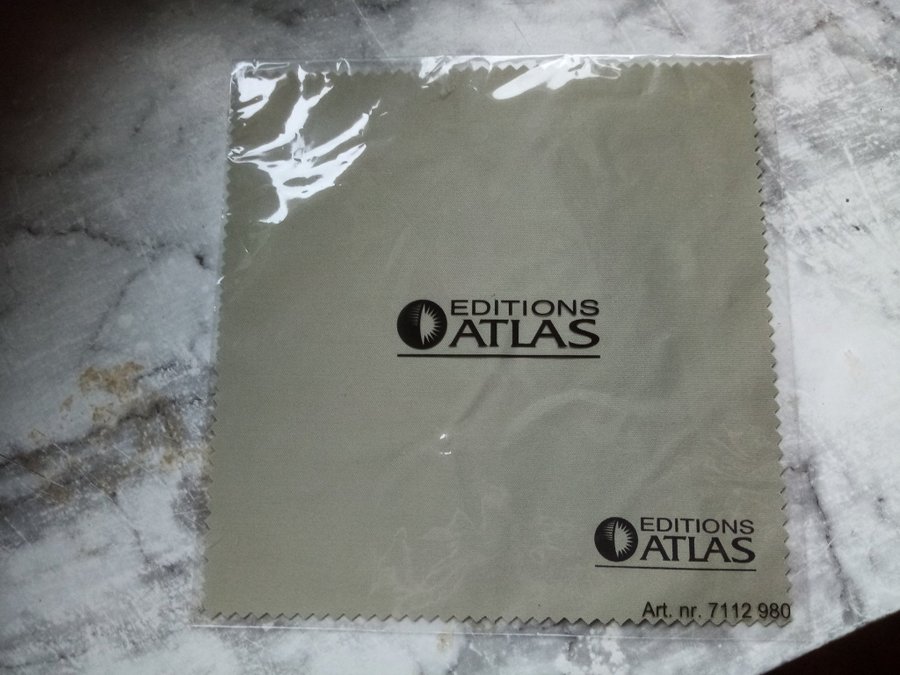 EDITIONS
ATLAS
EDITIONS
ATLAS
Art. nr. 7112 980